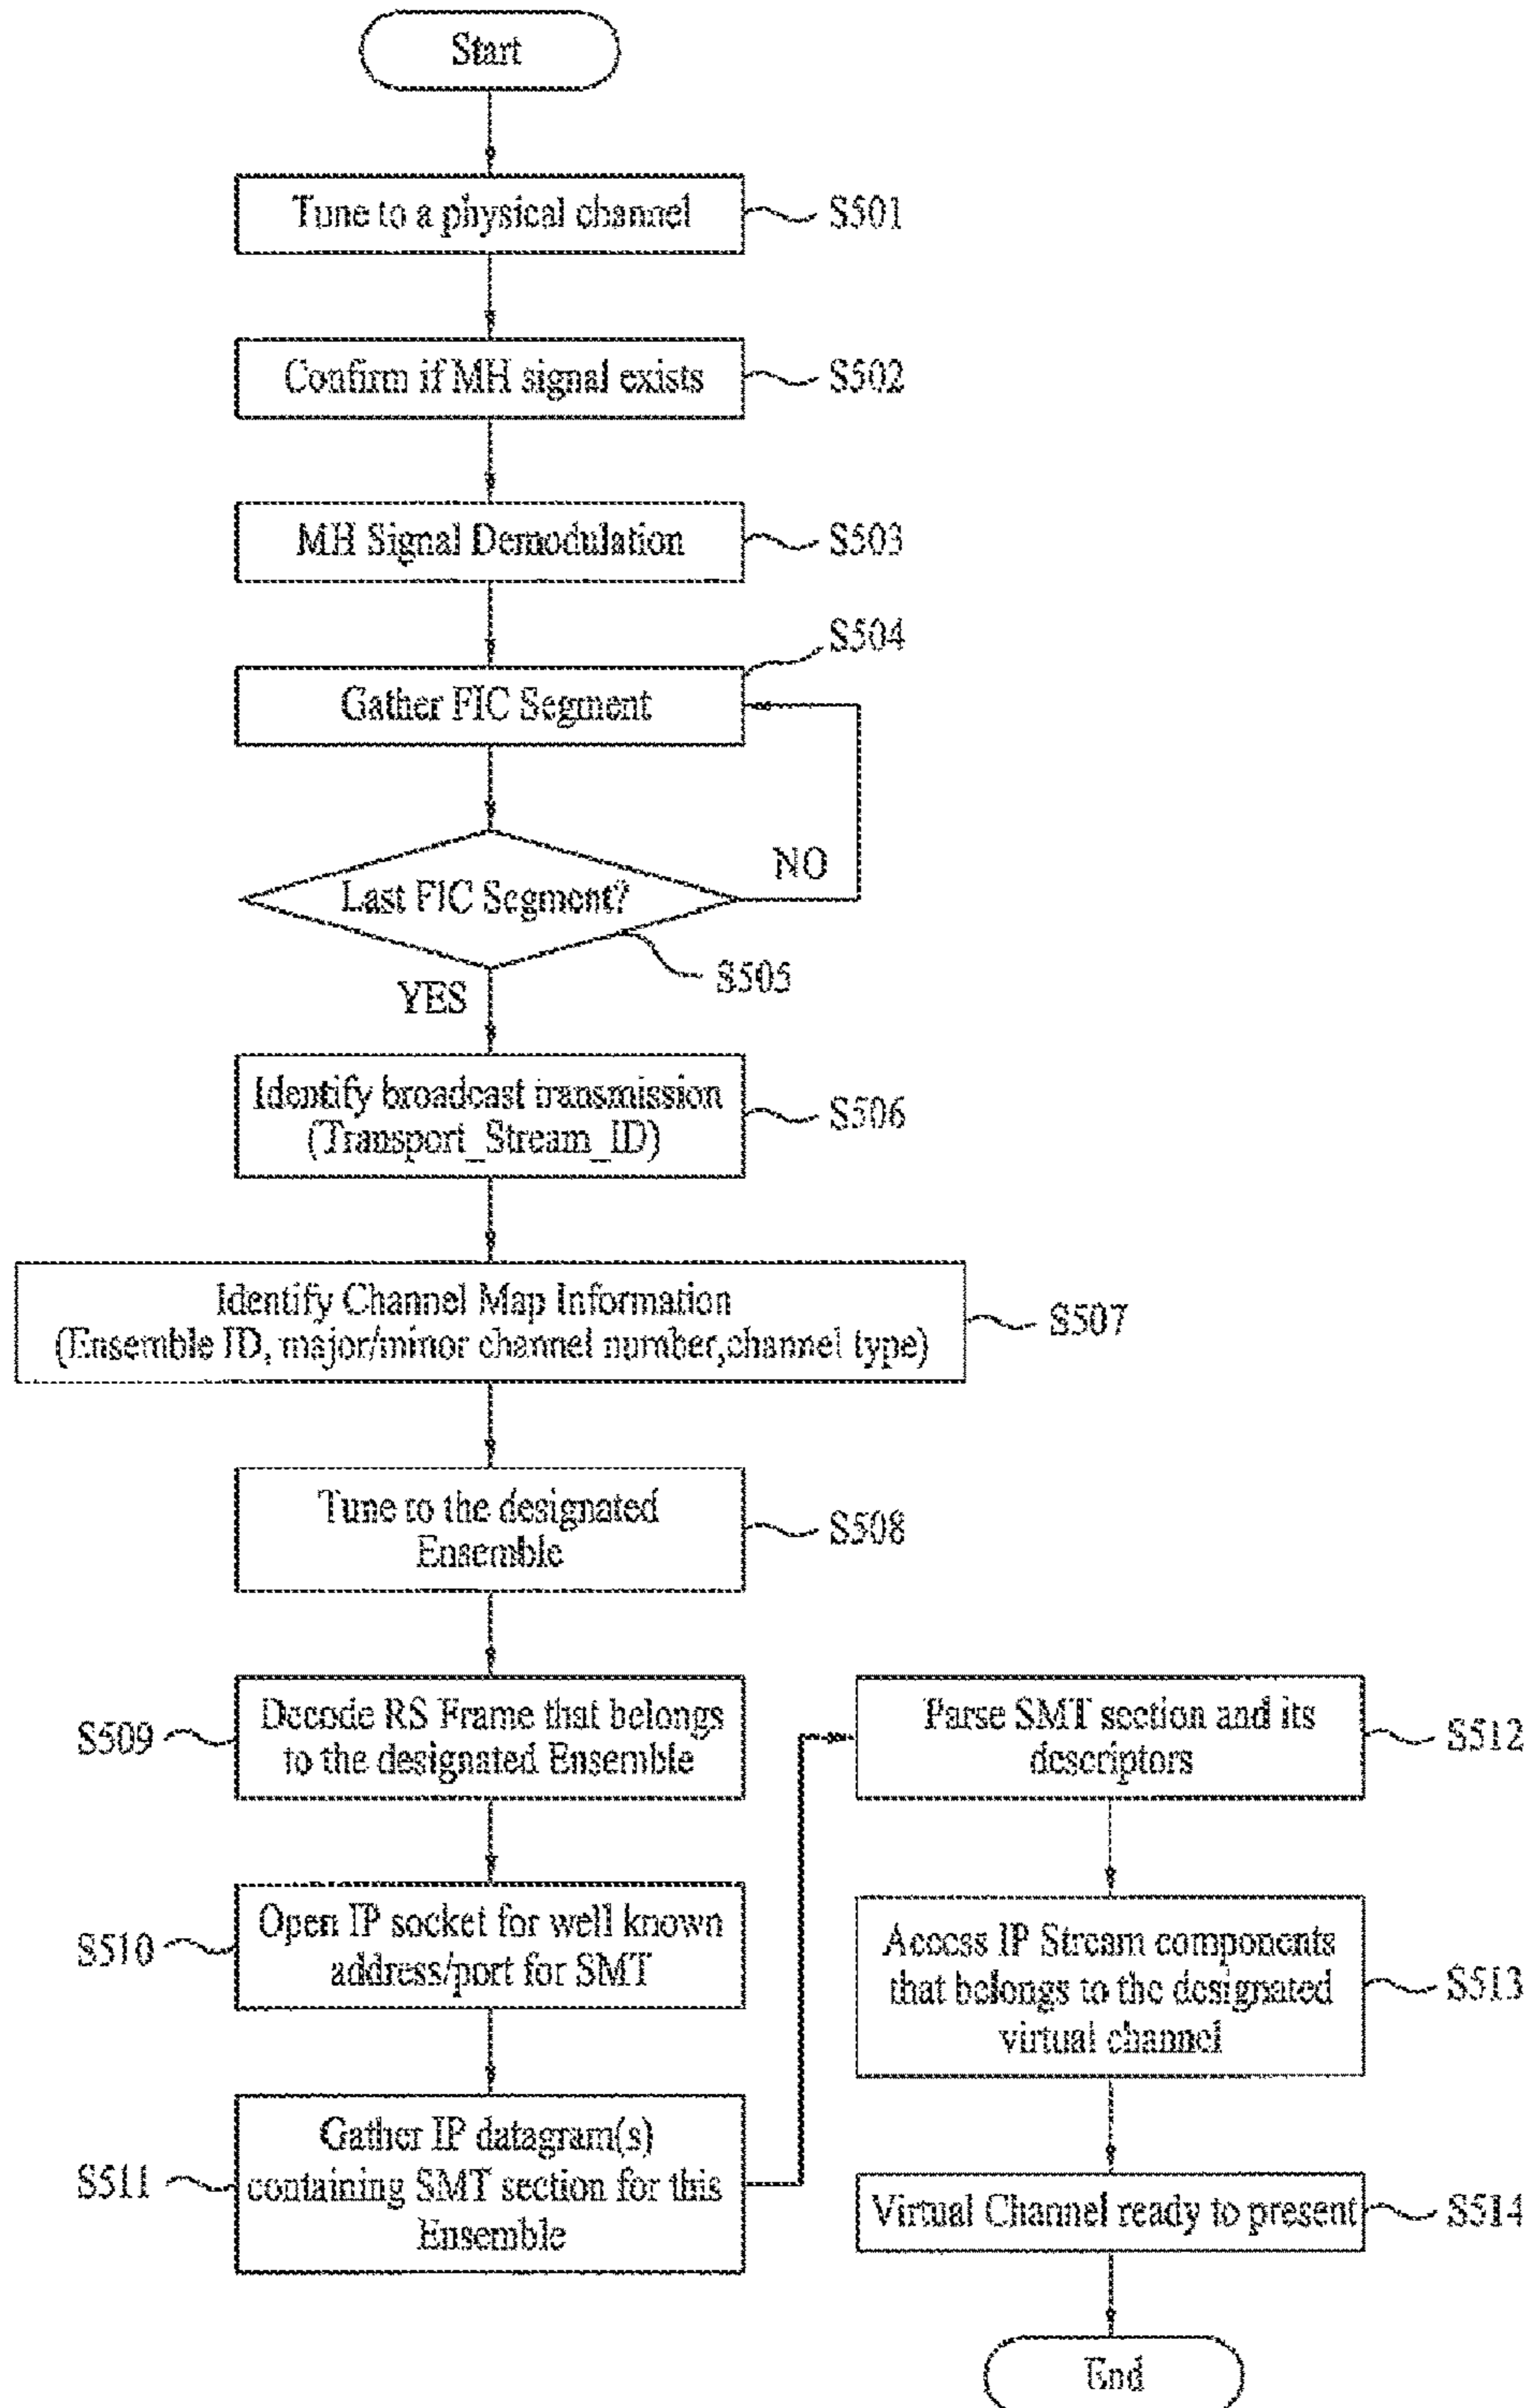 Start
Tune to a physical channel
S501
Confirm if MH signal exists
S502
MH Signal Demodulation
S503
S504
Gather FIC Segment
NO
Last FIC Segment?
S505
YES
Identify broadcast transmission
(Transport_Stream_ID)
S506
Identify Channel Map Information
(Ensemble ID, major/minor channel number,channel type)
S507
Tune to the designated
Ensemble
S508
S509
Decode RS Frame that belongs
to the designated Ensemble
S510
Open IP socket for well known
address/port for SMT
S511
Gather IP datagram(s)
containing SMT section for this
Ensemble
Parse SMT section and its
descriptors
S512
Access IP Stream components
that belongs to the designated
virtual channel
S513
Virtual Channel ready to present
S514
End